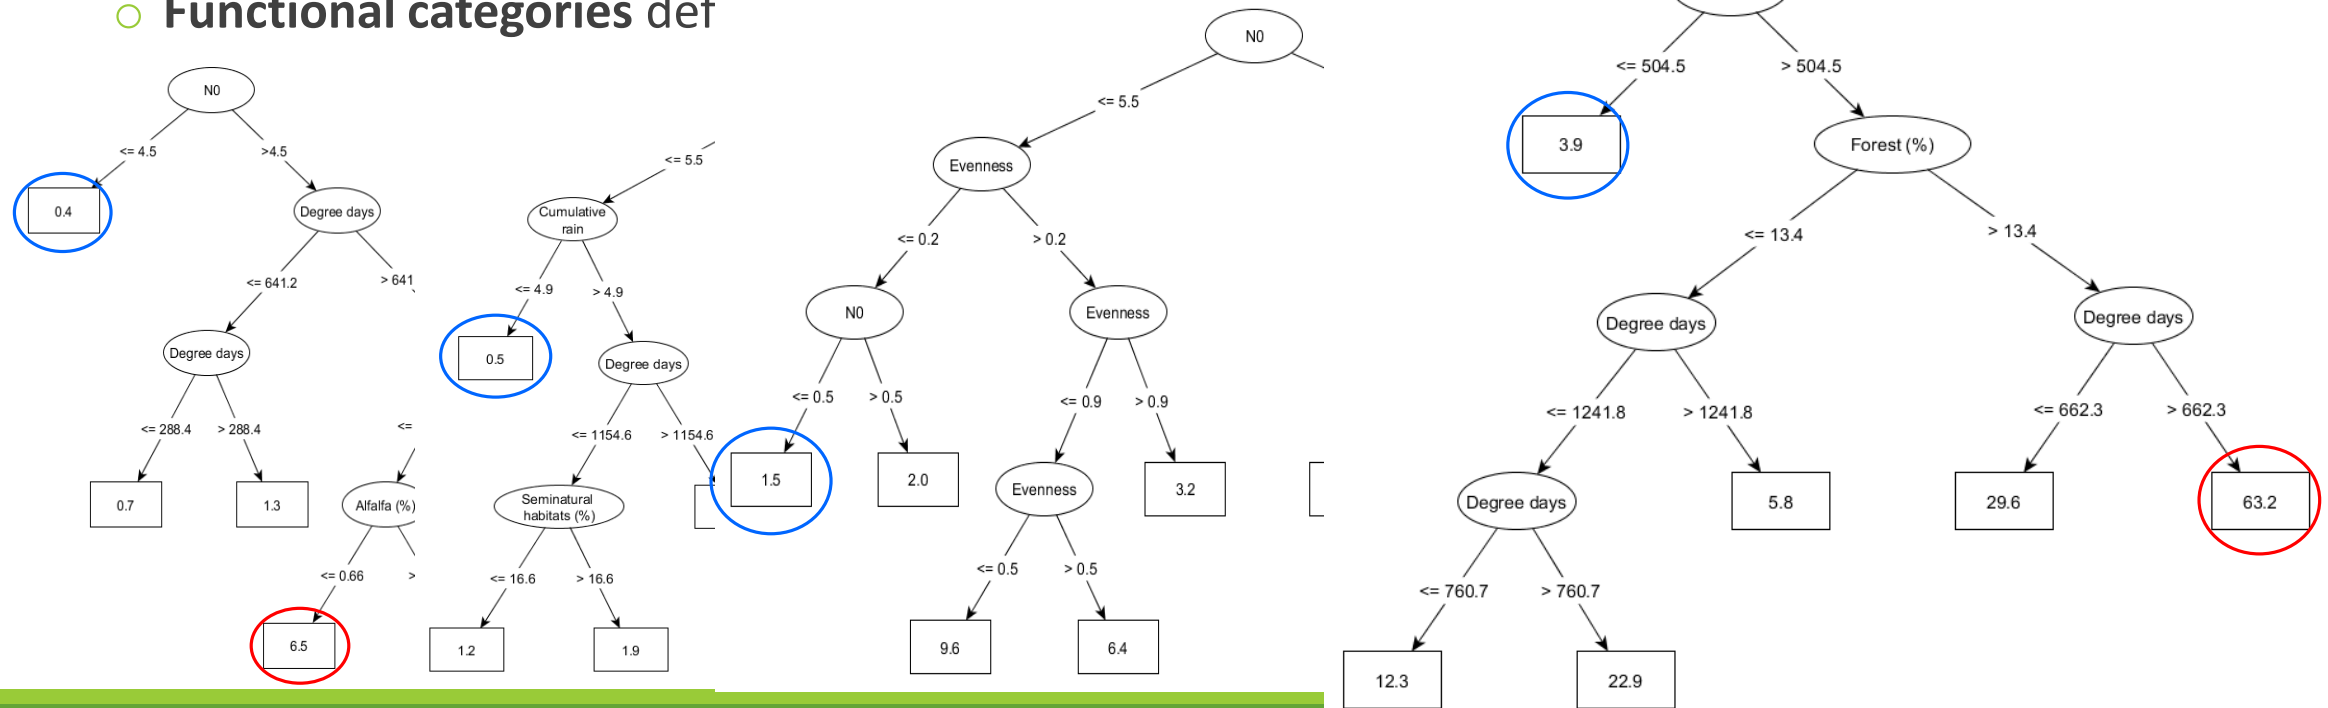 Functional categories def
N0
<= 4.5
>4.5
0.4
Degree days
<= 641.2
> 641
Degree days
<= 288.4
> 288.4
0.7
1.3
<=
Alfalfa (%)
<= 0.66
>
6.5
<= 5.5
Cumulative
rain
<= 4.9
> 4.9
0.5
Degree days
<= 1154.6
> 1154.6
Seminatural
habitats (%)
<= 16.6
> 16.6
1.2
1.9
N0
<= 5.5
Evenness
<= 0.2
> 0.2
N0
Evenness
<= 0.5
> 0.5
<= 0.9
> 0.9
1.5
2.0
Evenness
3.2
<= 0.5
> 0.5
9.6
6.4
<= 504.5
> 504.5
3.9
Forest (%)
<= 13.4
> 13.4
Degree days
Degree days
<= 1241.8
> 1241.8
<= 662.3
> 662.3
Degree days
5.8
29.6
63.2
<= 760.7
> 760.7
12.3
22.9